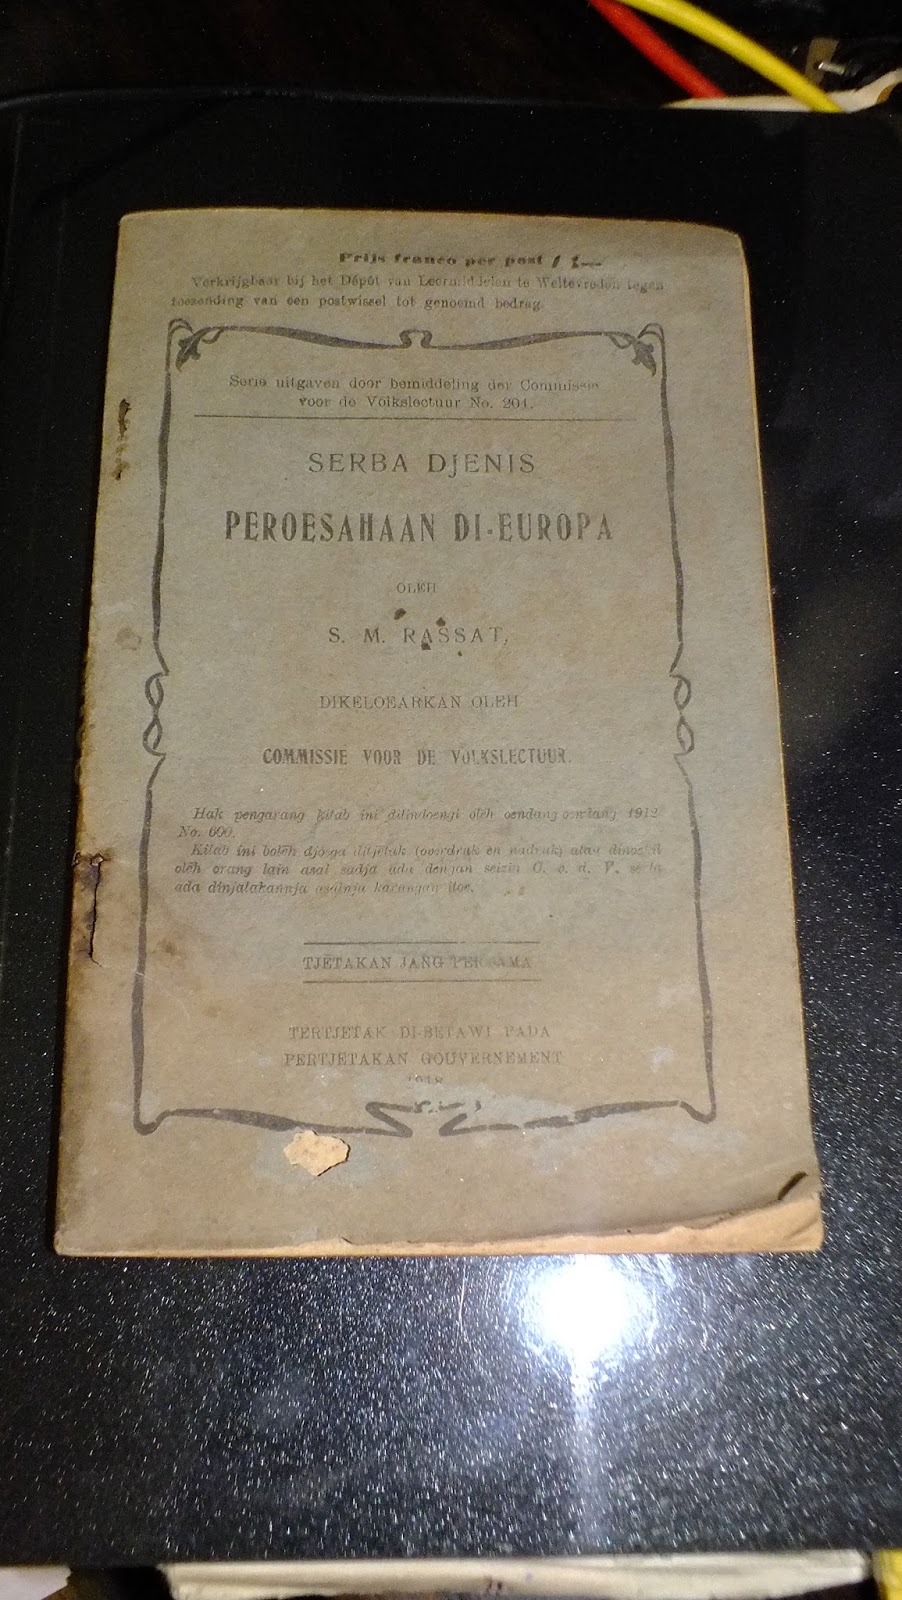 Prijs franco per post f 1.—
Verkrijgbaar bij het Dépôt van Leermiddelen te Weltevreden tegen
toezending van een postwissel tot genoemd bedrag.
Serie uitgaven door bemiddeling der Commissie
voor de Volkslectuur No. 201.
SERBA DJENIS
PEROESAHAAN DI-EUROPA
OLEH
S. M. RASSAT,
DIKELOEARKAN OLEH
COMMISSIE VOOR DE VOLKSLECTUUR.
Hak pengarang kitab ini dilindoengi oleh oendang-oendang 1912
No. 600.
Kitab ini boléh djoega ditjetak (overdruk en nadruk) atau
oléh orang lain asal sadja ada dengan seizin C. v. d. V. serta
ada dinjatakannja asalnja karangan itoe.
TJETAKAN JANG PERTAMA
TERTJETAK DI-BETAWI PADA
PERTJETAKAN GOUVERNEMENT
1918